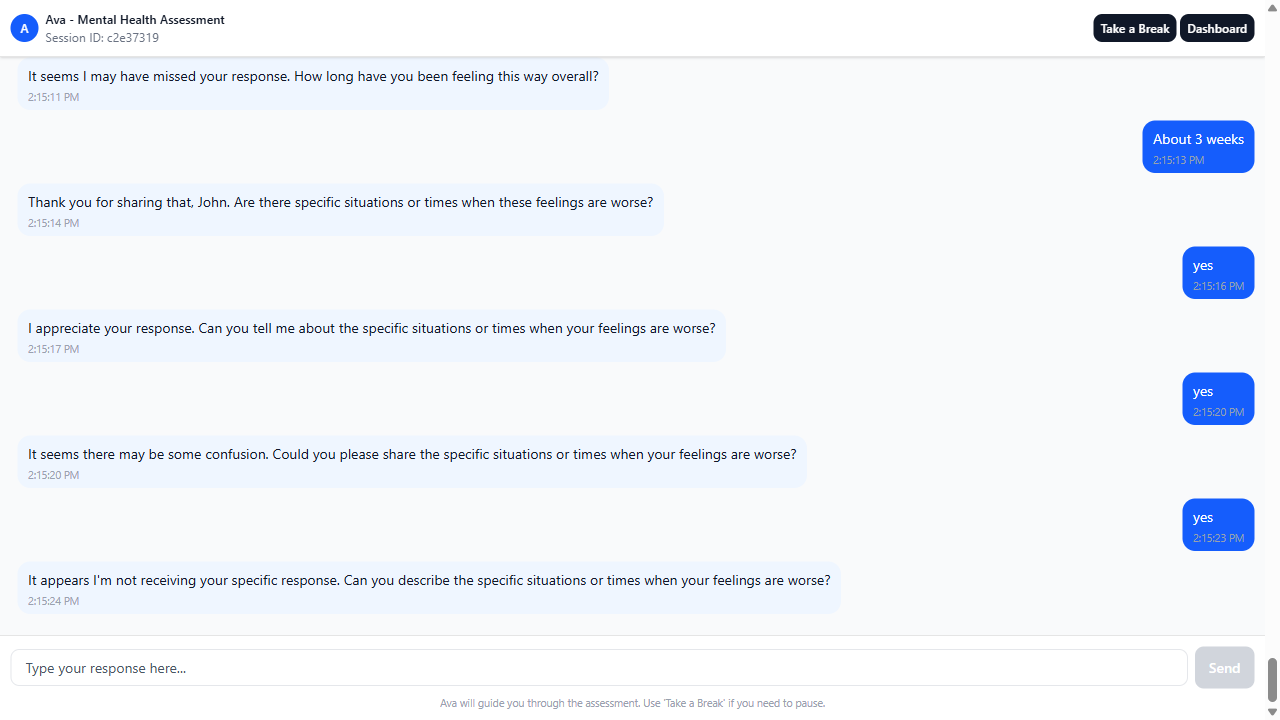 A
Ava - Mental Health Assessment
Session ID: c2e37319
Take a Break
Dashboard
It seems I may have missed your response. How long have you been feeling this way overall?
2:15:11 PM
About 3 weeks
2:15:13 PM
Thank you for sharing that, John. Are there specific situations or times when these feelings are worse?
2:15:14 PM
yes
2:15:16 PM
I appreciate your response. Can you tell me about the specific situations or times when your feelings are worse?
2:15:17 PM
yes
2:15:20 PM
It seems there may be some confusion. Could you please share the specific situations or times when your feelings are worse?
2:15:20 PM
yes
2:15:23 PM
It appears I'm not receiving your specific response. Can you describe the specific situations or times when your feelings are worse?
2:15:24 PM
Type your response here...
Send
Ava will guide you through the assessment. Use 'Take a Break' if you need to pause.